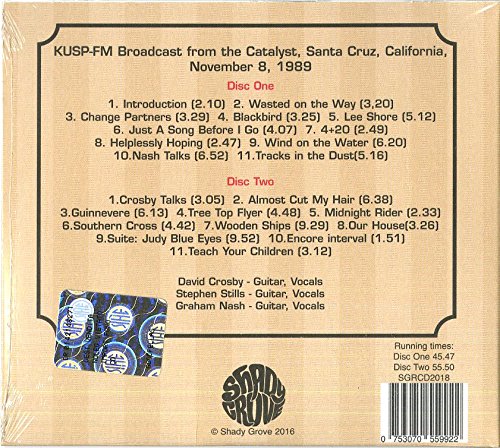 KUSP-FM Broadcast from the Catalyst, Santa Cruz, California,
November 8, 1989
Disc One
1. Introduction (2.10) 2. Wasted on the Way (3,20)
3. Change Partners (3.29) 4. Blackbird (3.25) 5. Lee Shore (5.12)
6. Just A Song Before I Go (4.07) 7. 4+20 (2.49)
8. Helplessly Hoping (2.47) 9. Wind on the Water (6.20)
10.Nash Talks (6.52) 11.Tracks in the Dust(5.16)
Disc Two
1.Crosby Talks (3.05) 2. Almost Cut My Hair (6.38)
3.Guinnevere (6.13) 4.Tree Top Flyer (4.48) 5. Midnight Rider (2.33)
6.Southern Cross (4.42) 7.Wooden Ships (9.29) 8.Our House(3.26)
9.Suite: Judy Blue Eyes (9.52) 10.Encore interval (1.51)
11.Teach Your Children (3.12)
David Crosby - Guitar, Vocals
Stephen Stills - Guitar, Vocals
Graham Nash - Guitar, Vocals
Running times:
Disc One 45.47
Disc Two 55.50
SGRCD2018
SHADY
GROVE
© Shady Grove 2016
0 753070 559922